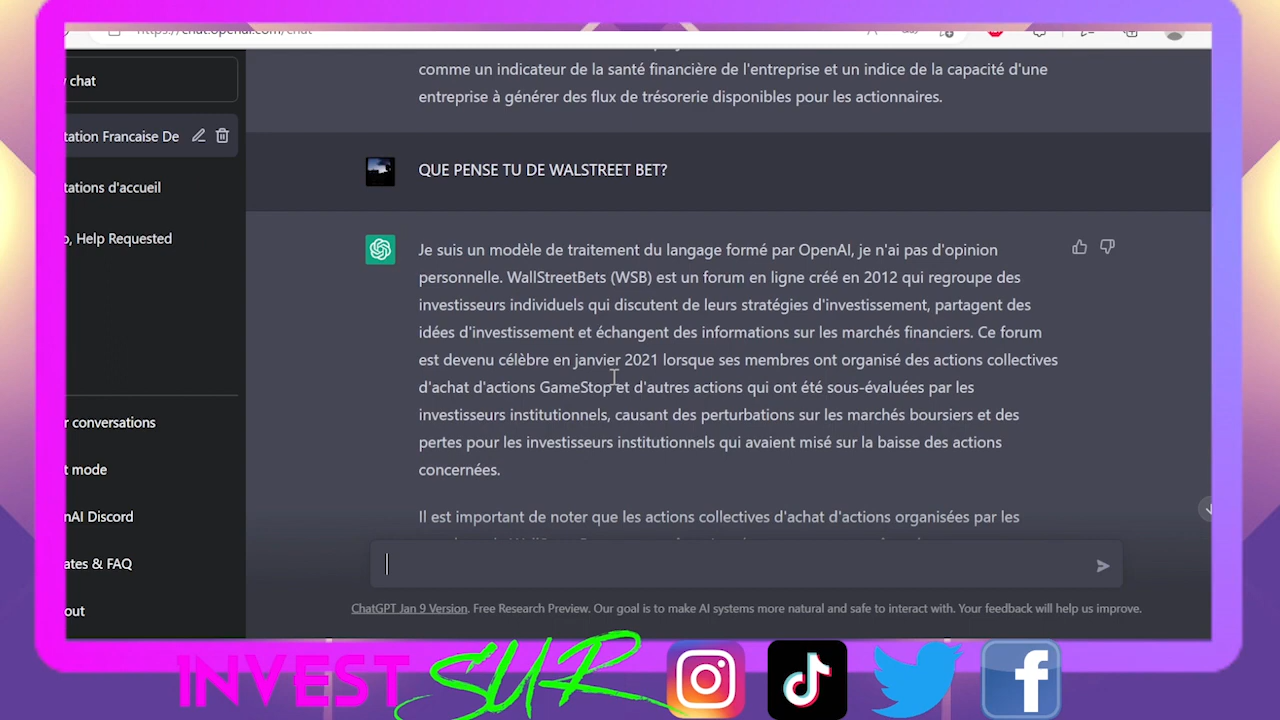 https://chat.openai.com/chat
comme un indicateur de la santé financière de l'entreprise et un indice de la capacité d'une
entreprise à générer des flux de trésorerie disponibles pour les actionnaires.
chat
tation Francaise De
tations d'accueil
o, Help Requested
r conversations
t mode
nAI Discord
ates & FAQ
out
QUE PENSE TU DE WALSTREET BET?
Je suis un modèle de traitement du langage formé par OpenAI, je n'ai pas d'opinion
personnelle. WallStreetBets (WSB) est un forum en ligne créé en 2012 qui regroupe des
investisseurs individuels qui discutent de leurs stratégies d'investissement, partagent des
idées d'investissement et échangent des informations sur les marchés financiers. Ce forum
est devenu célèbre en janvier 2021 lorsque ses membres ont organisé des actions collectives
d'achat d'actions GameStop et d'autres actions qui ont été sous-évaluées par les
investisseurs institutionnels, causant des perturbations sur les marchés boursiers et des
pertes pour les investisseurs institutionnels qui avaient misé sur la baisse des actions
concernées.
Il est important de noter que les actions collectives d'achat d'actions organisées par les
ChatGPT Jan 9 Version. Free Research Preview. Our goal is to make AI systems more natural and safe to interact with. Your feedback will help us improve.
INVEST SUR